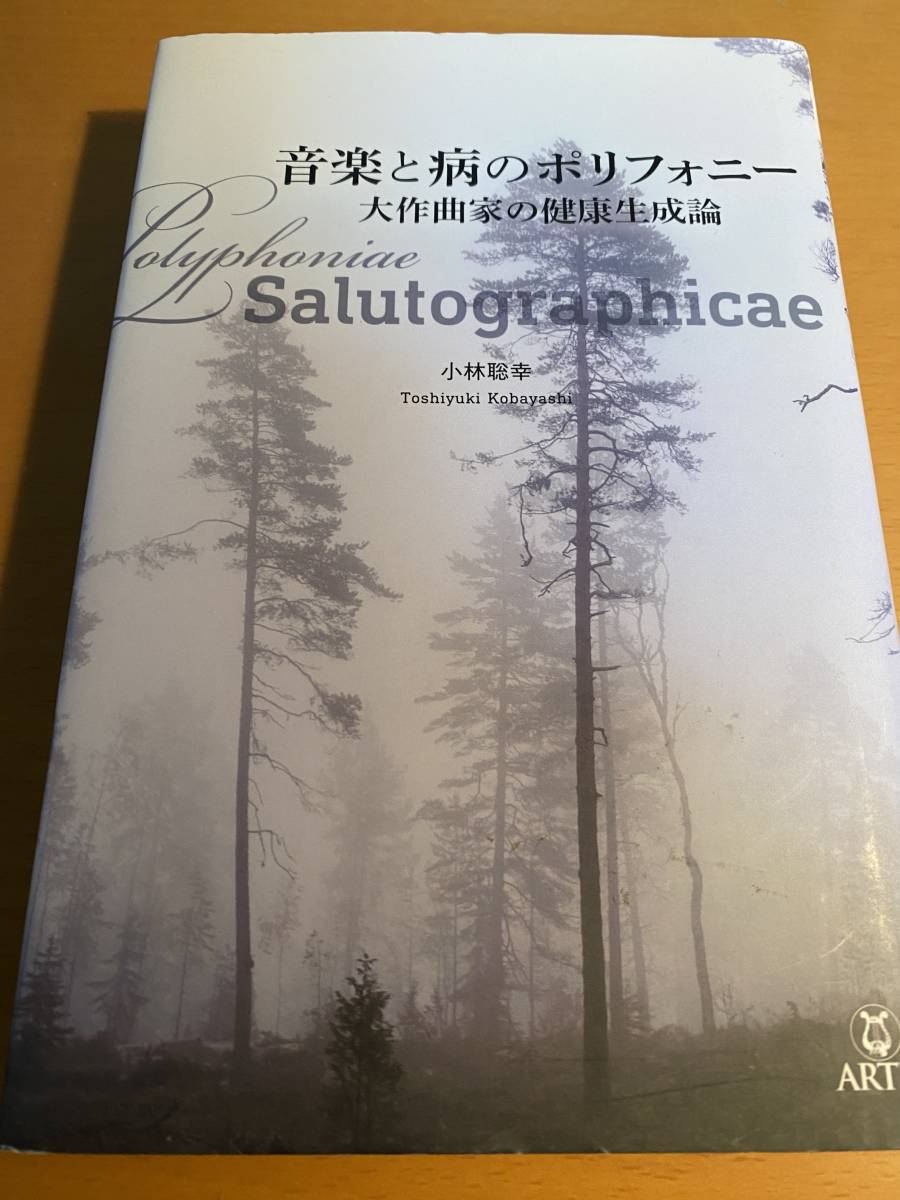 音楽と病のポリフォニー
大作曲家の健康生成論
Polyphoniae
Salutographicae
小林聡幸
Toshiyuki Kobayashi
ART